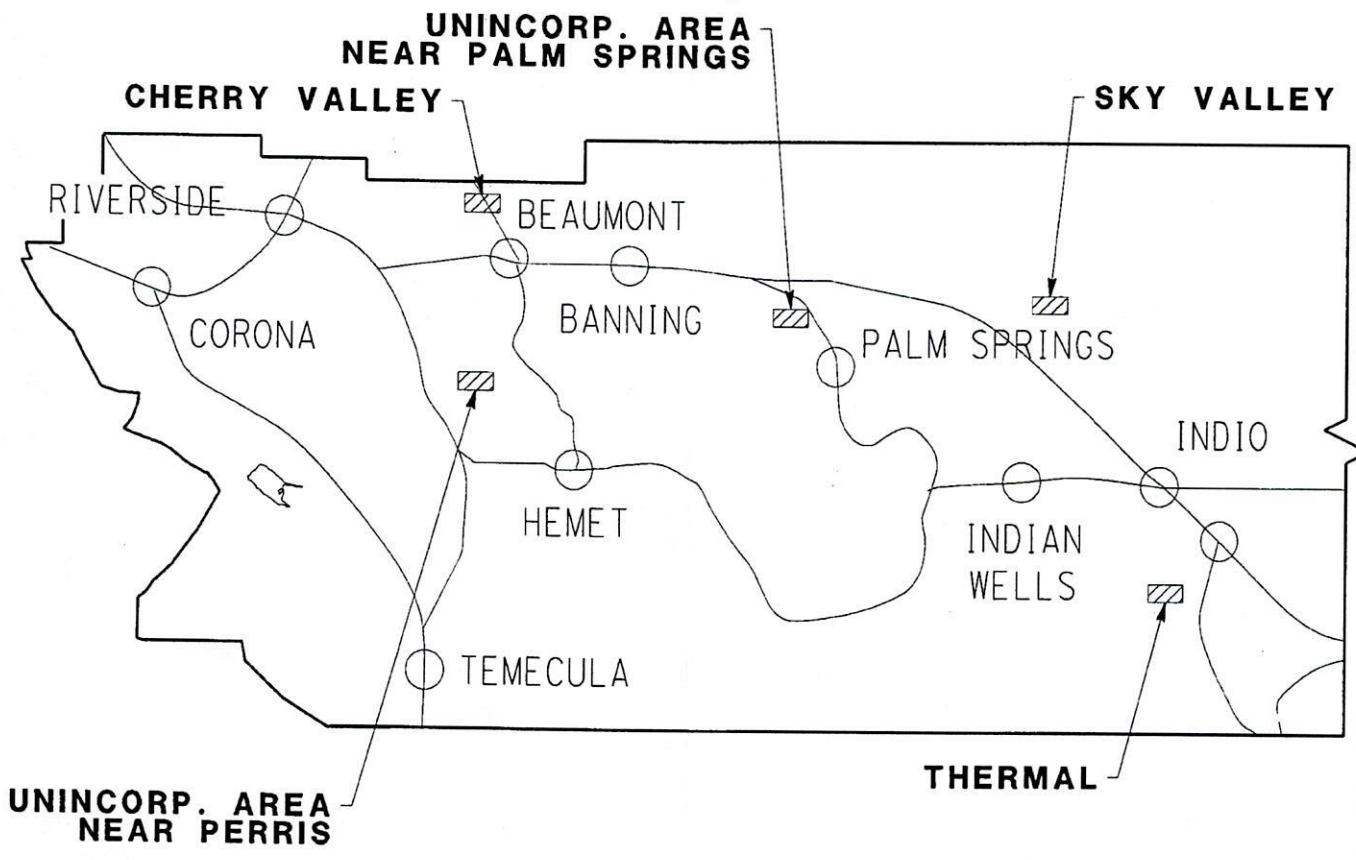 UNINCORP. AREA
NEAR PALM SPRINGS
CHERRY VALLEY
SKY VALLEY
RIVERSIDE
BEAUMONT
CORONA
BANNING
PALM SPRINGS
INDIO
HEMET
INDIAN
WELLS
TEMECULA
THERMAL
UNINCORP. AREA
NEAR PERRIS